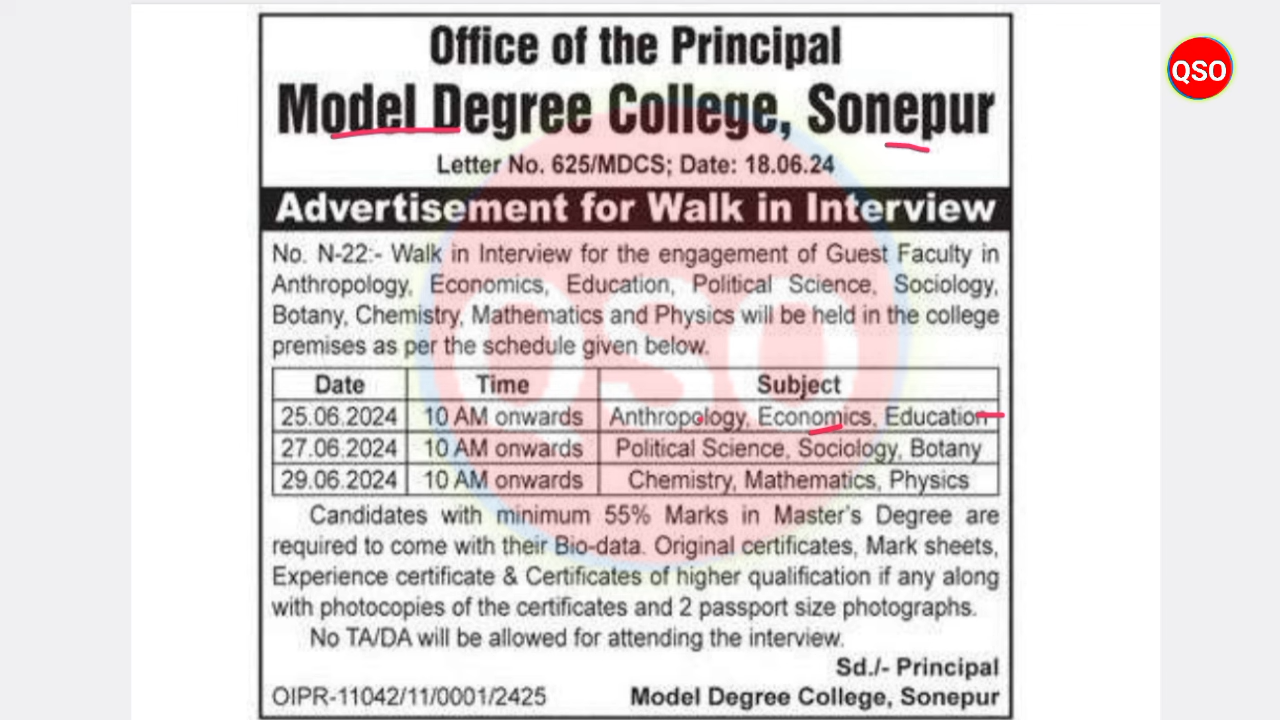 Office of the Principal
Model Degree College, Sonepur
QSO
Letter No. 625/MDCS; Date: 18.06.24
Advertisement for Walk in Interview
No. N-22:- Walk in Interview for the engagement of Guest Faculty in
Anthropology, Economics, Education, Political Science, Sociology,
Botany, Chemistry, Mathematics and Physics will be held in the college
premises as per the schedule given below.
QSO
Date Time Subject
25.06.2024 10 AM onwards Anthropology, Economics, Education
27.06.2024 10 AM onwards Political Science, Sociology, Botany
29.06.2024 10 AM onwards Chemistry, Mathematics, Physics
Candidates with minimum 55% Marks in Master's Degree are
required to come with their Bio-data. Original certificates, Mark sheets,
Experience certificate & Certificates of higher qualification if any along
with photocopies of the certificates and 2 passport size photographs.
No TA/DA will be allowed for attending the interview.
Sd./- Principal
OIPR-11042/11/0001/2425 Model Degree College, Sonepur